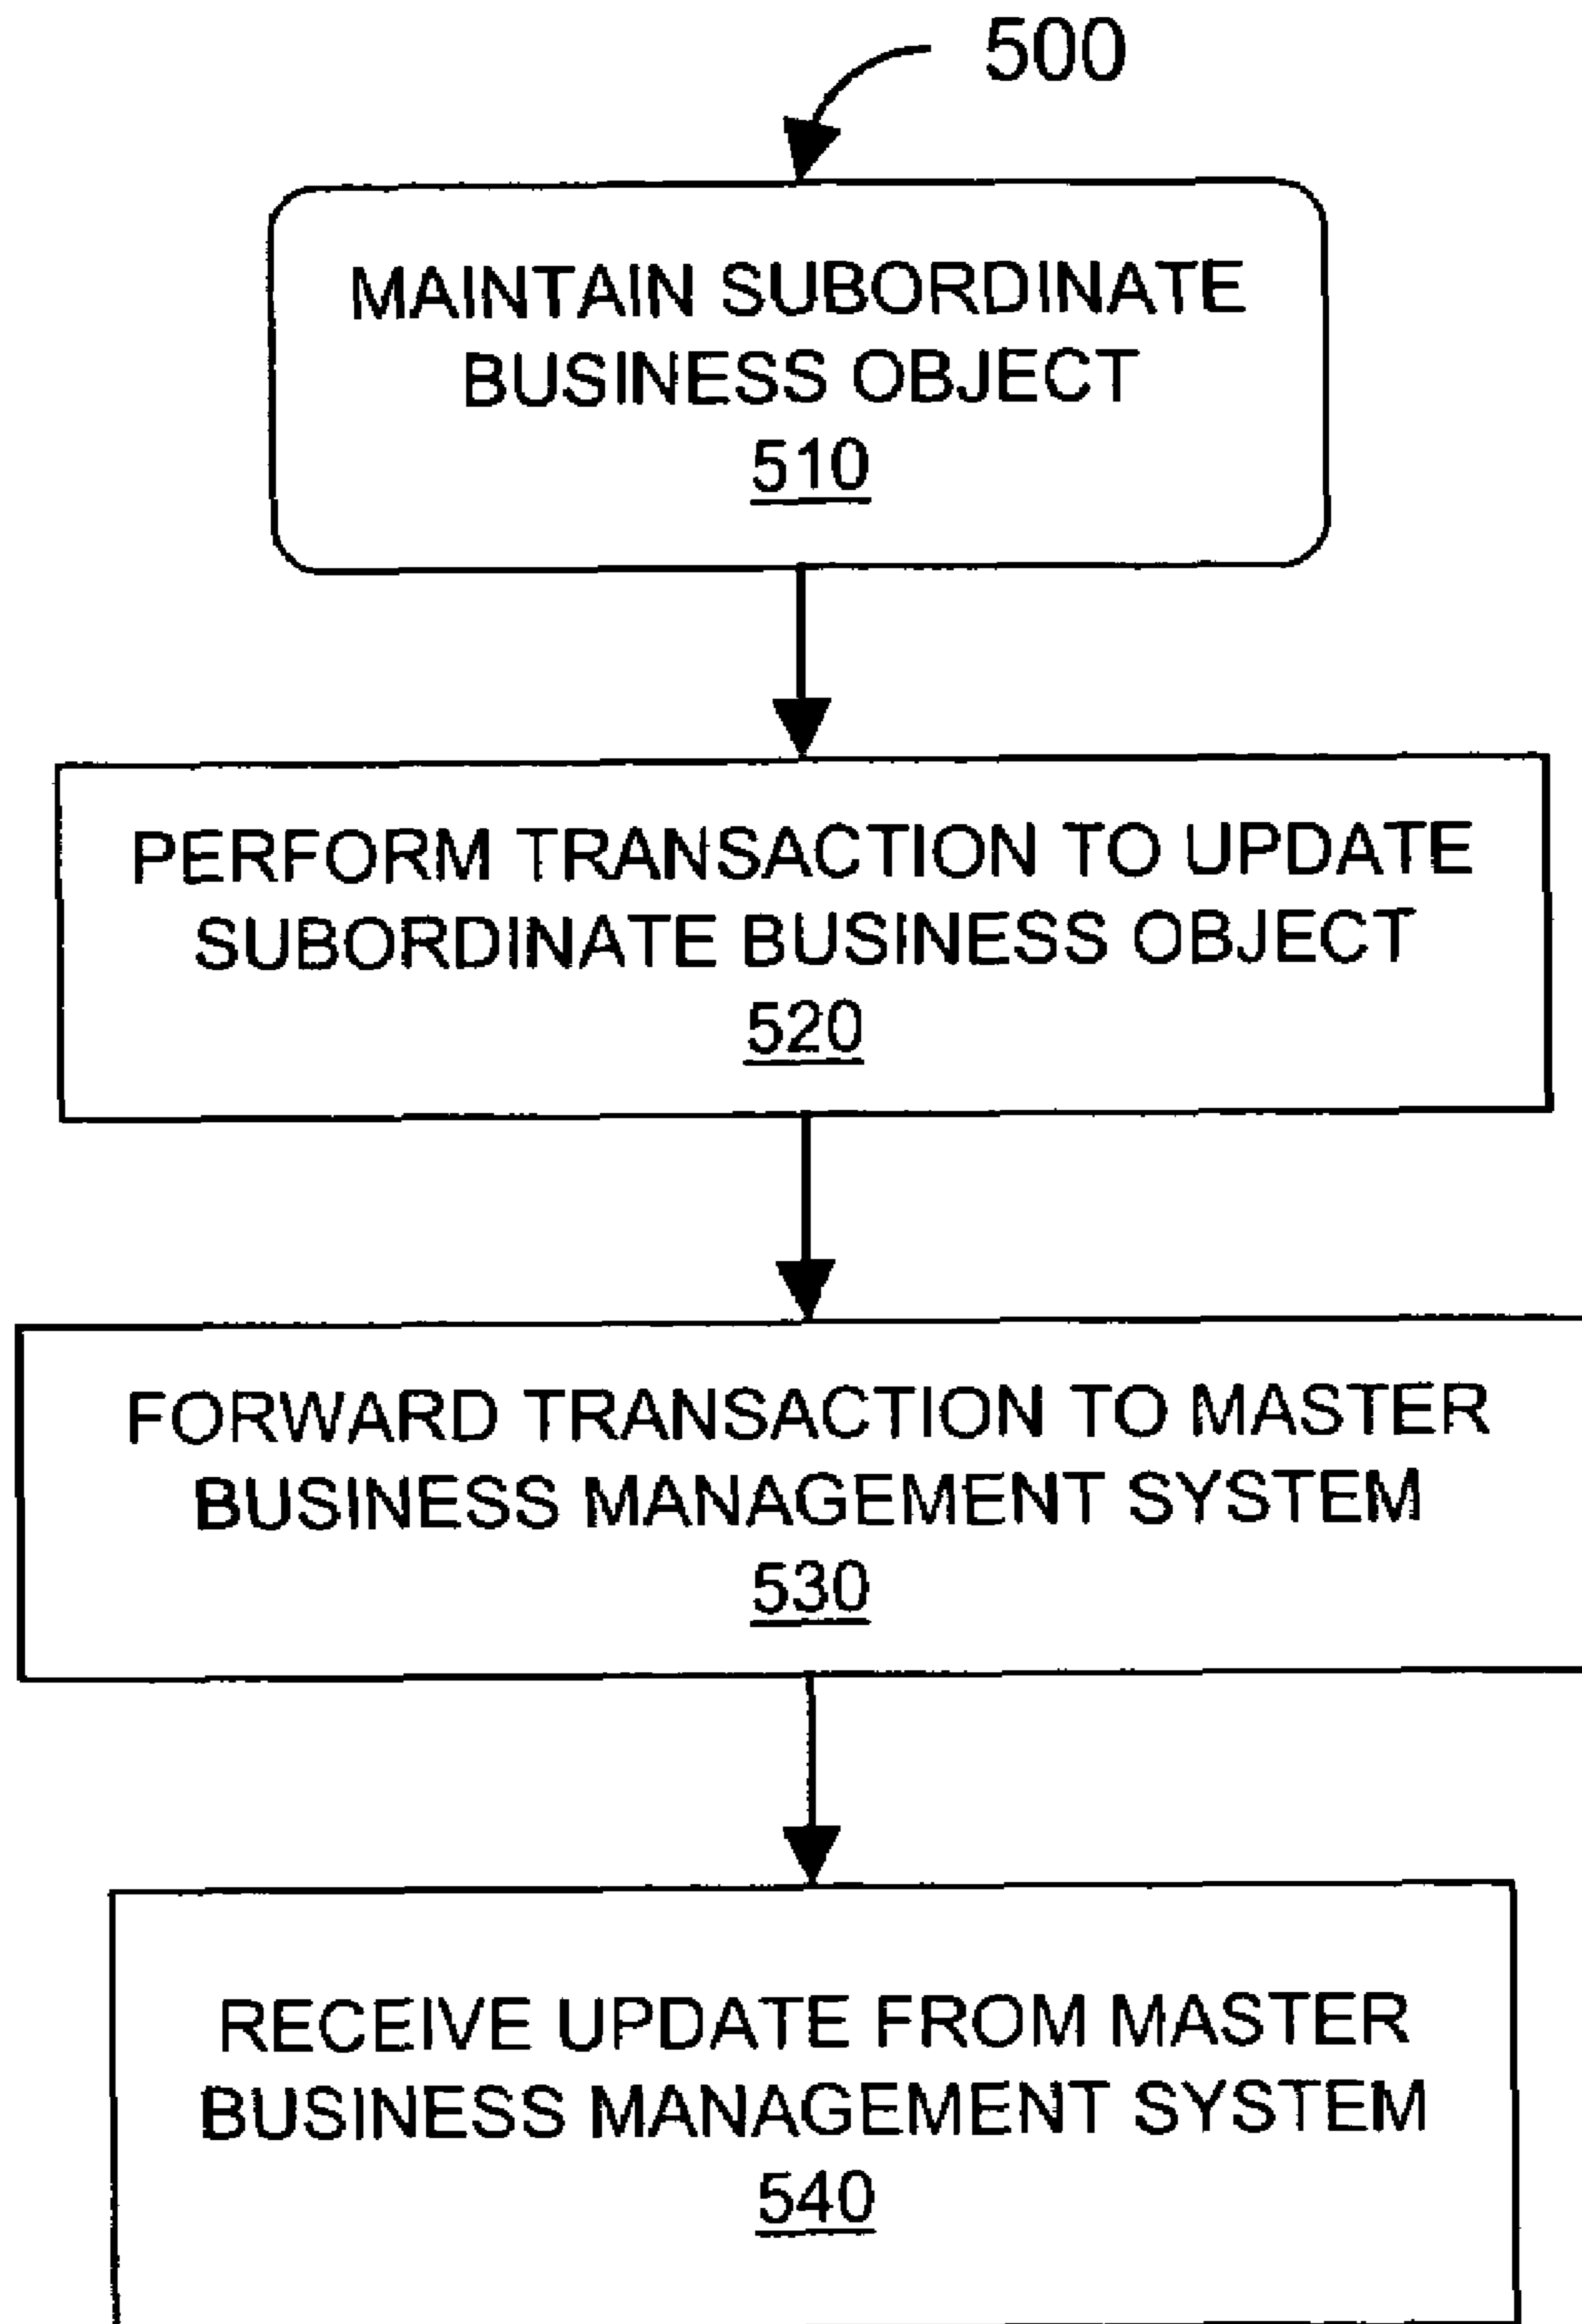 500
MAINTAIN SUBORDINATE
BUSINESS OBJECT
510
PERFORM TRANSACTION TO UPDATE
SUBORDINATE BUSINESS OBJECT
520
FORWARD TRANSACTION TO MASTER
BUSINESS MANAGEMENT SYSTEM
530
RECEIVE UPDATE FROM MASTER
BUSINESS MANAGEMENT SYSTEM
540